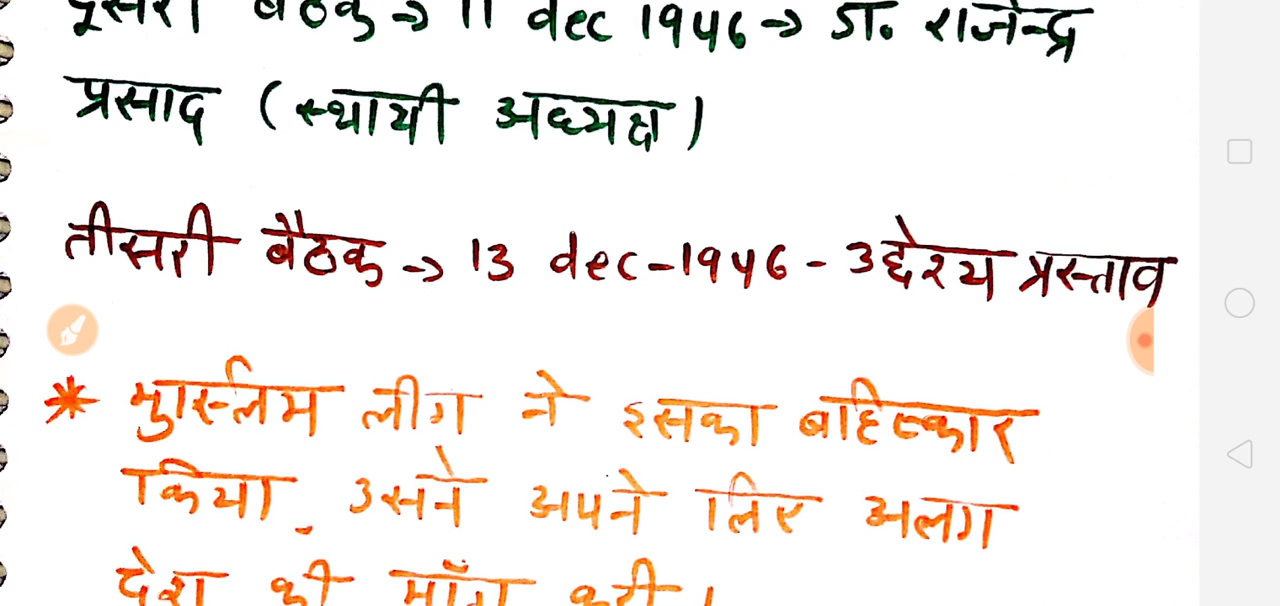 दूसरी बैठक → 11 dec 1946 → डा. राजेन्द्र
प्रसाद (स्थायी अध्यक्ष)
तीसरी बैठक → 13 dec - 1946 - उद्देश्य प्रस्ताव
* मुस्लिम लीग ने इसका बहिष्कार
किया. उसने अपने लिए अलग
देश की माँग करी।